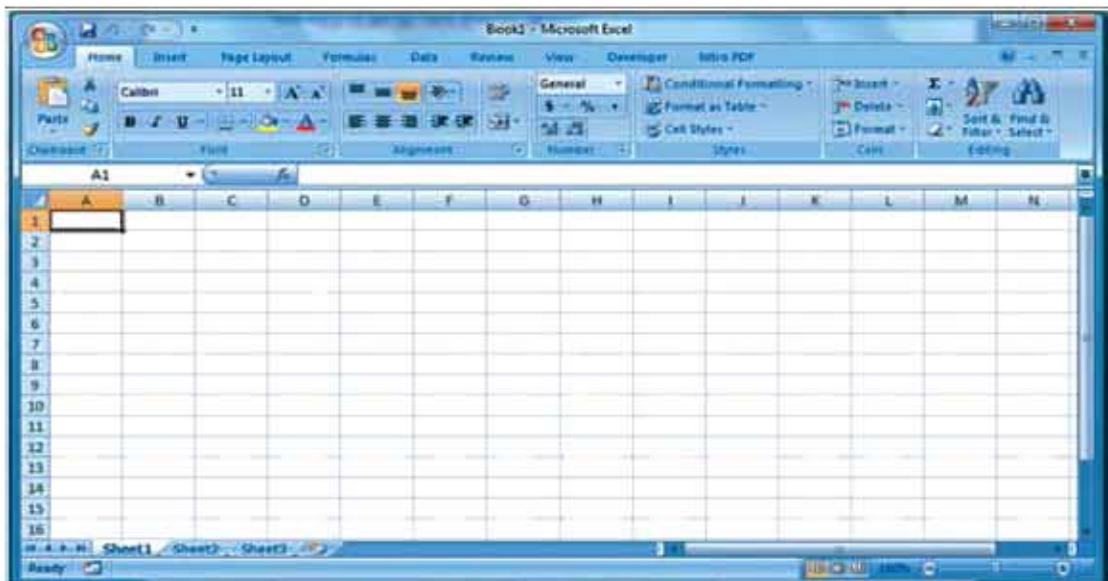 Book1 - Microsoft Excel
Home Insert Page Layout Formulas Data Review View Developer Nitro PDF
Calibri 11 A A General Conditional Formatting Insert Σ
Paste B I U A $ % , Format as Table Delete Sort & Filter Find & Select
Cell Styles Format
Clipboard Font Alignment Number Styles Cells Editing
A1 fx
A B C D E F G H I J K L M N
1
2
3
4
5
6
7
8
9
10
11
12
13
14
15
16
Sheet1 Sheet2 Sheet3
Ready 100%